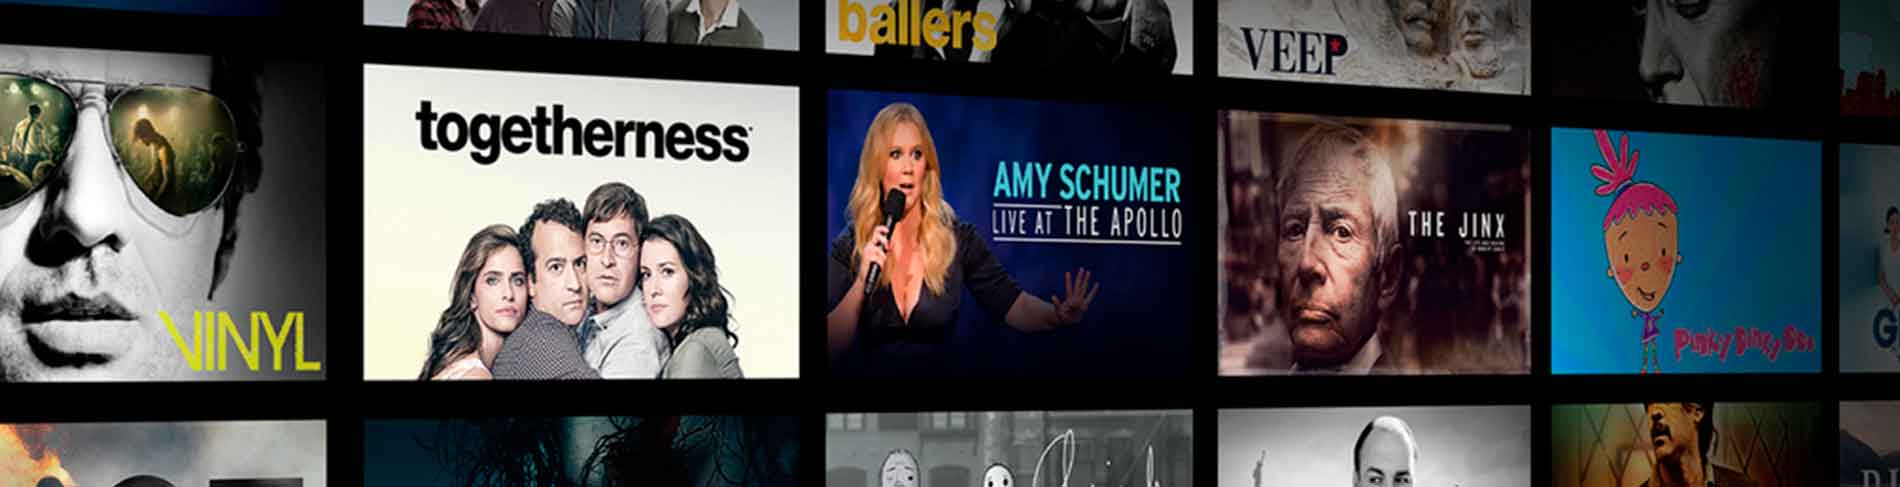 ballers
VEEP
VINYL
togetherness
AMY SCHUMER
LIVE AT THE APOLLO
THE JINX
Pinky Dinky Doo
G